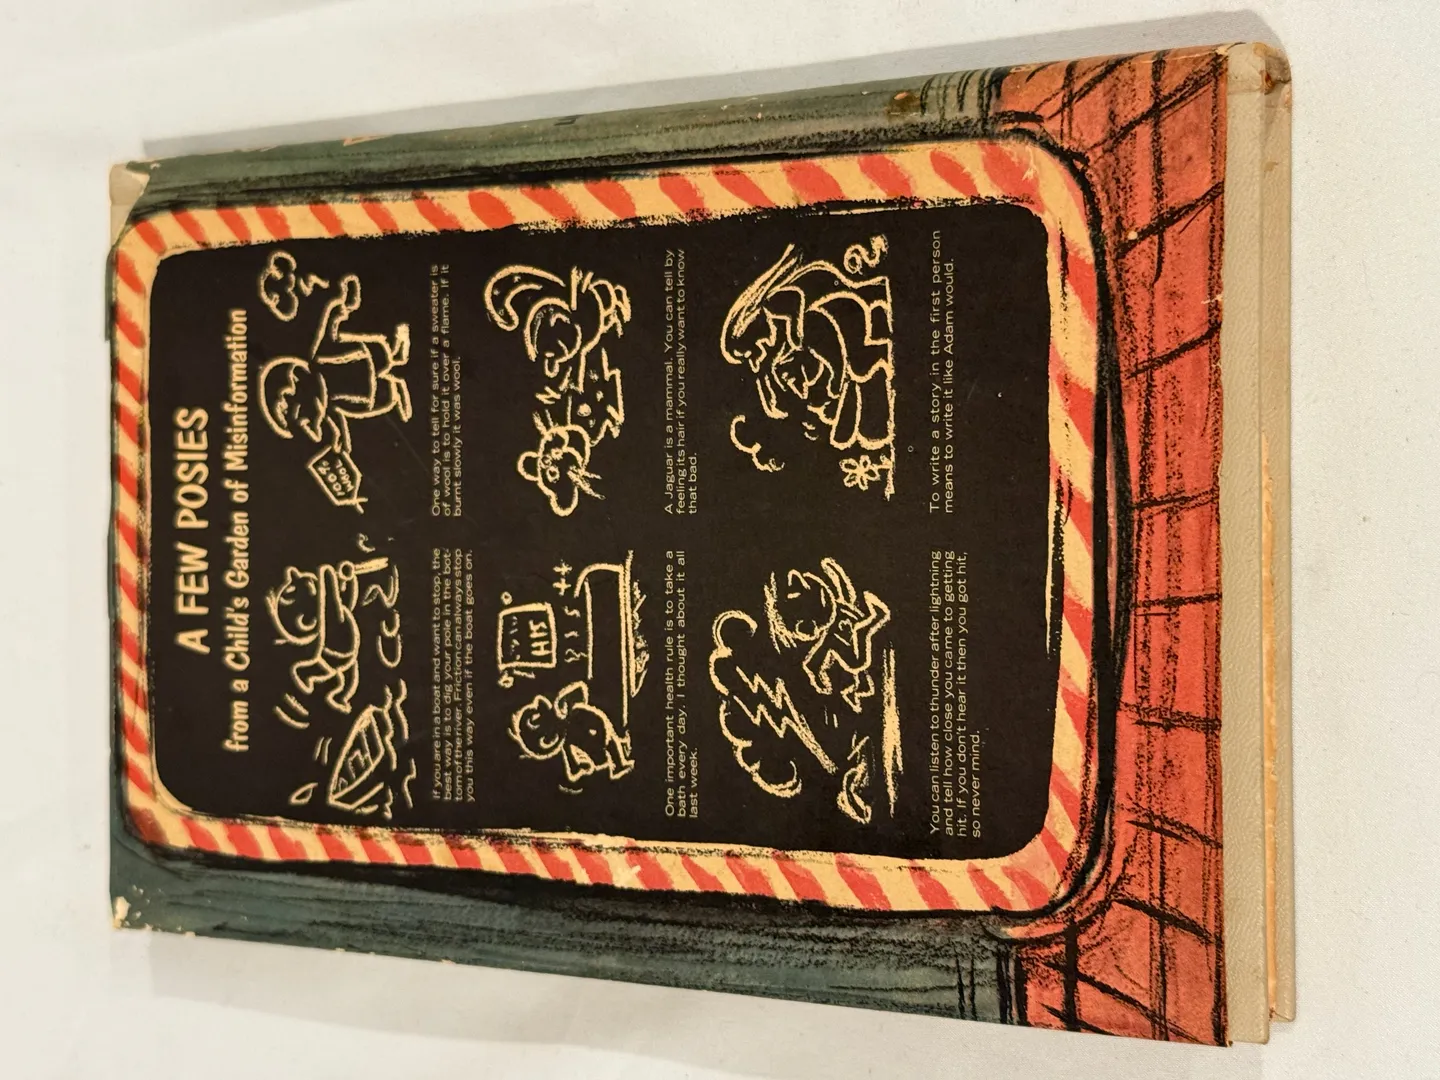 A FEW POSIES
from a Child's Garden of Misinformation
If you are in a boat and want to stop, the
best way is to dig your pole in the bot-
tom of the river. Friction can always stop
you this way even if the boat goes on.
100%
WOOL
One way to tell for sure if a sweater is
of wool is to hold it over a flame. If it
burnt slowly it was wool.
HIS
One important health rule is to take a
bath every day. I thought about it all
last week.
A Jaguar is a mammal. You can tell by
feeling its hair if you really want to know
that bad.
You can listen to thunder after lightning
and tell how close you came to getting
hit. If you don't hear it then you got hit,
so never mind.
To write a story in the first person
means to write it like Adam would.